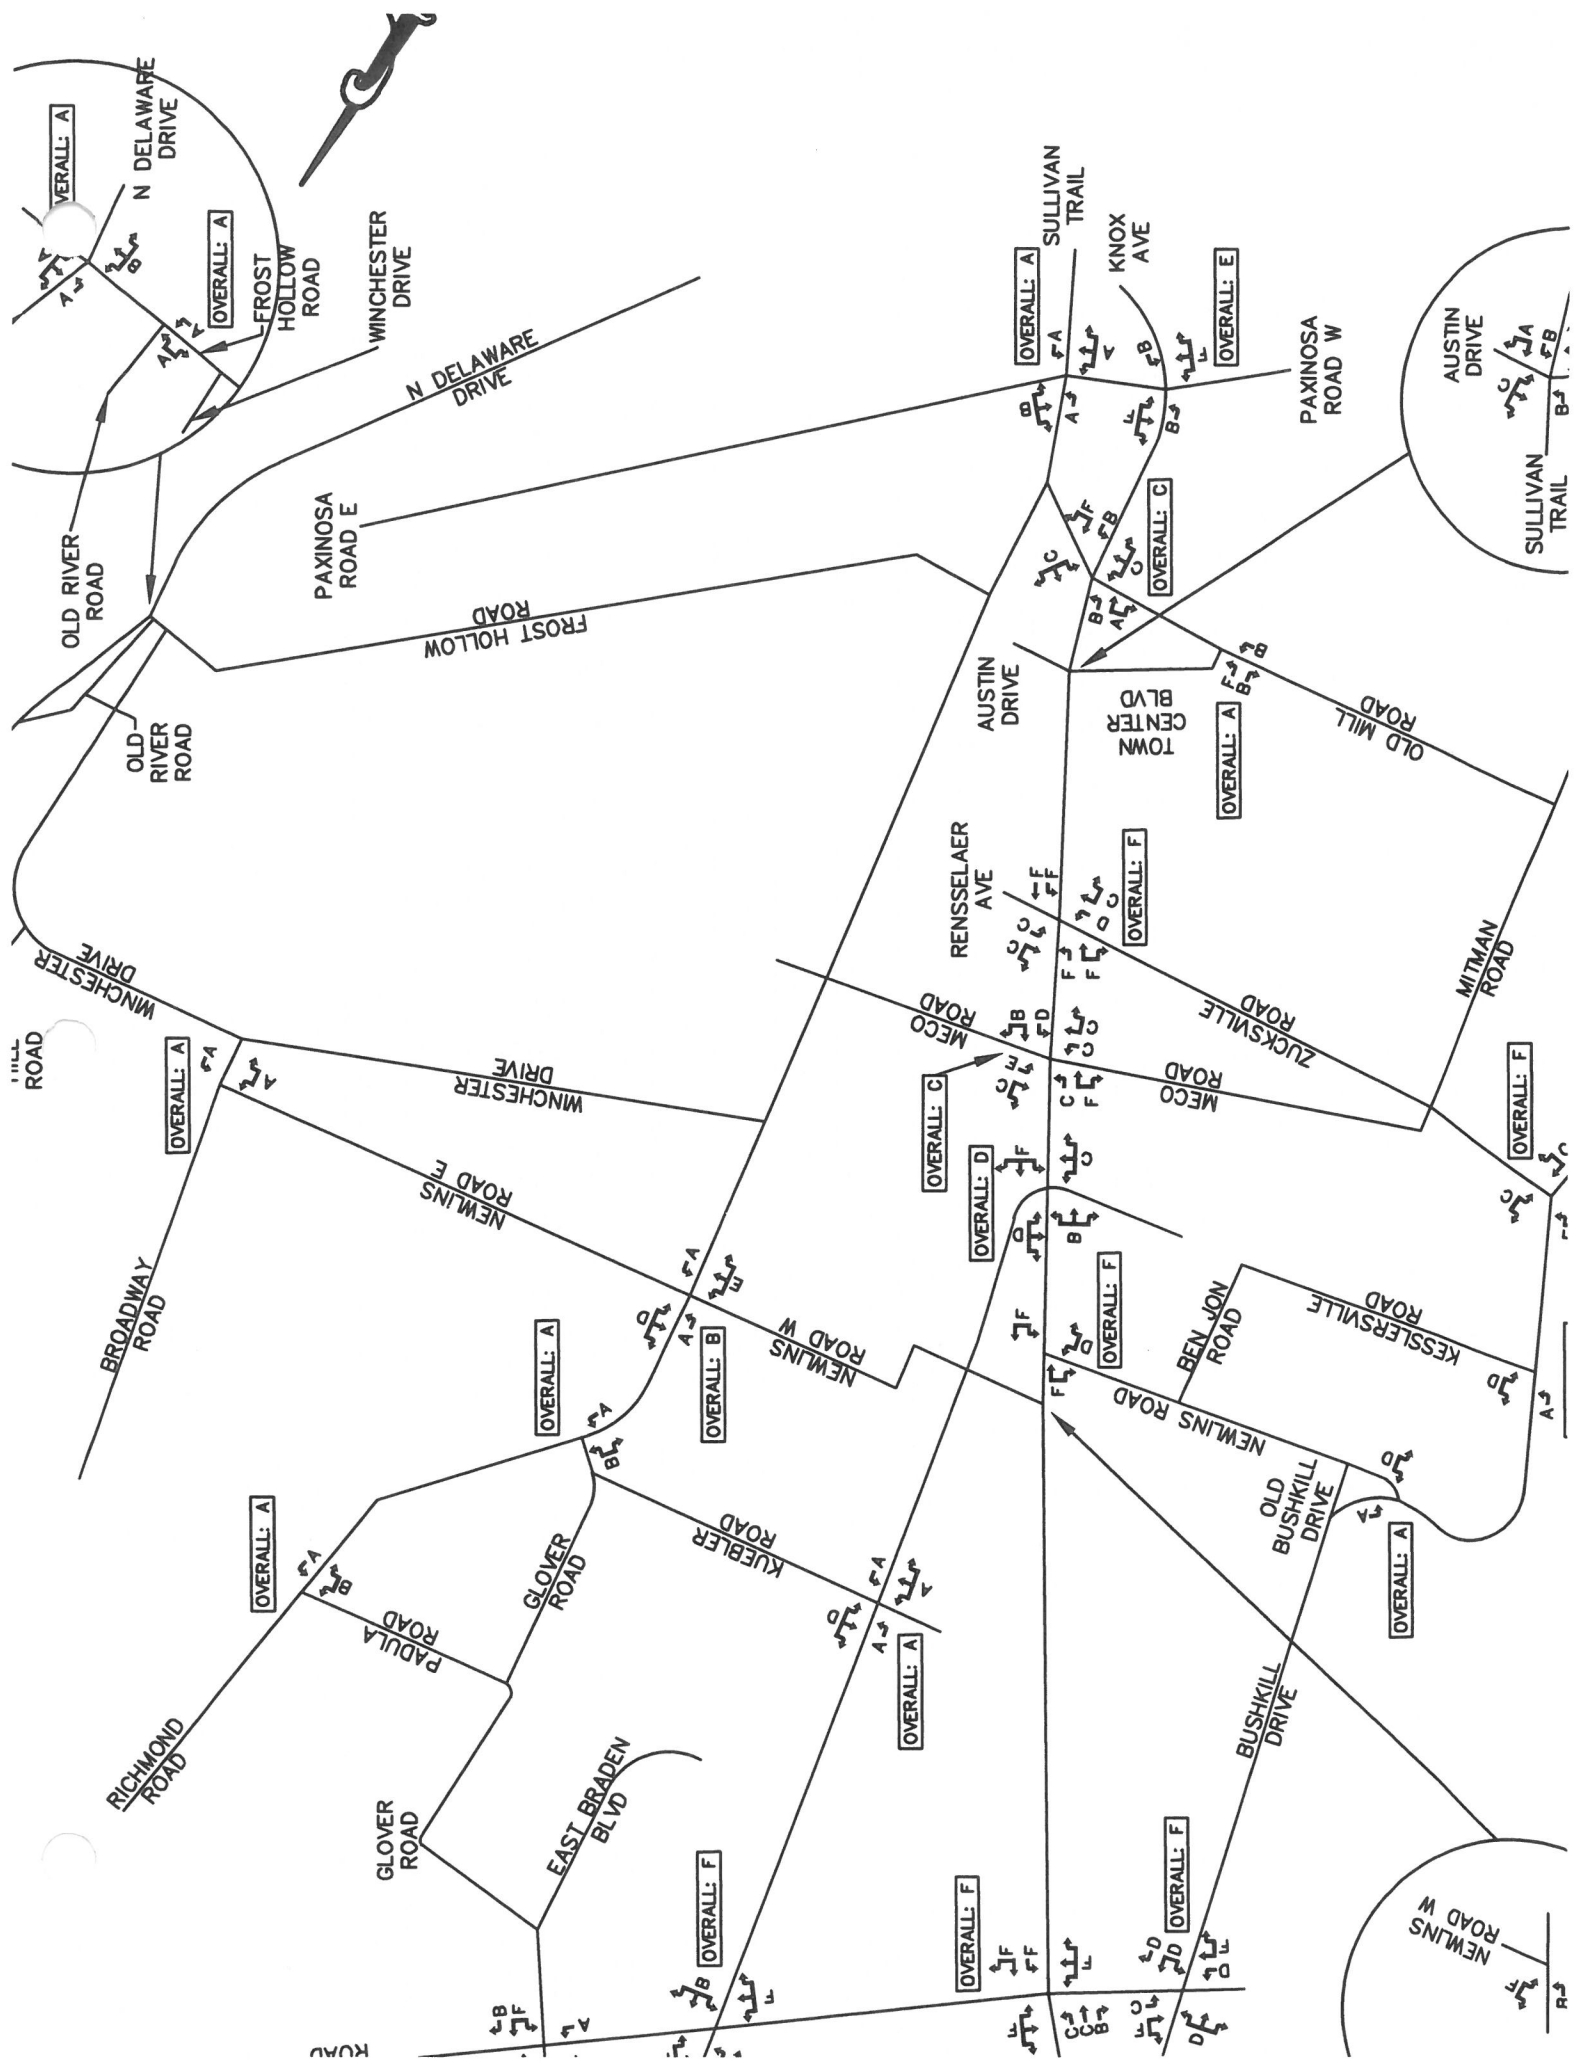 N DELAWARE
DRIVE
VERALL: A
A
A
B
OVERALL: A
A
A
FROST
HOLLOW
ROAD
WINCHESTER
DRIVE
OLD RIVER
ROAD
N DELAWARE
DRIVE
PAXINOSA
ROAD E
FROST HOLLOW
ROAD
OLD
RIVER
ROAD
SULLIVAN
TRAIL
KNOX
AVE
OVERALL: A
A
A
B
A
OVERALL: E
B
F
F
B
PAXINOSA
ROAD W
AUSTIN
DRIVE
A
B
C
B
SULLIVAN
TRAIL
OVERALL: C
F
B
C
C
B
A
AUSTIN
DRIVE
TOWN
CENTER
BLVD
B
F
B
OVERALL: A
OLD MILL
ROAD
RENSSELAER
AVE
F
F
C
D
OVERALL: F
C
C
F
F
MITMAN
ROAD
ZUCKSVILLE
ROAD
MECO
ROAD
B
D
C
C
E
C
C
F
OVERALL: C
MECO
ROAD
WINCHESTER
DRIVE
ROAD
OVERALL: A
A
A
WINCHESTER
DRIVE
NEWLINS
ROAD E
BROADWAY
ROAD
OVERALL: D
F
C
D
B
OVERALL: F
C
C
OVERALL: F
F
D
F
BEN JON
ROAD
KESSLERSVILLE
ROAD
D
A
NEWLINS ROAD
A
E
D
A
OVERALL: B
NEWLINS
ROAD W
OVERALL: A
A
B
OLD
BUSHKILL
DRIVE
D
A
OVERALL: A
OVERALL: A
A
B
KUEBLER
ROAD
GLOVER
ROAD
PADULA
ROAD
A
A
D
A
OVERALL: A
RICHMOND
ROAD
BUSHKILL
DRIVE
EAST BRADEN
BLVD
GLOVER
ROAD
OVERALL: F
B
F
OVERALL: F
F
F
F
F
C
C
B
OVERALL: F
D
D
F
D
C
F
D
B
F
A
ROAD
NEWLINS
ROAD W
F
B